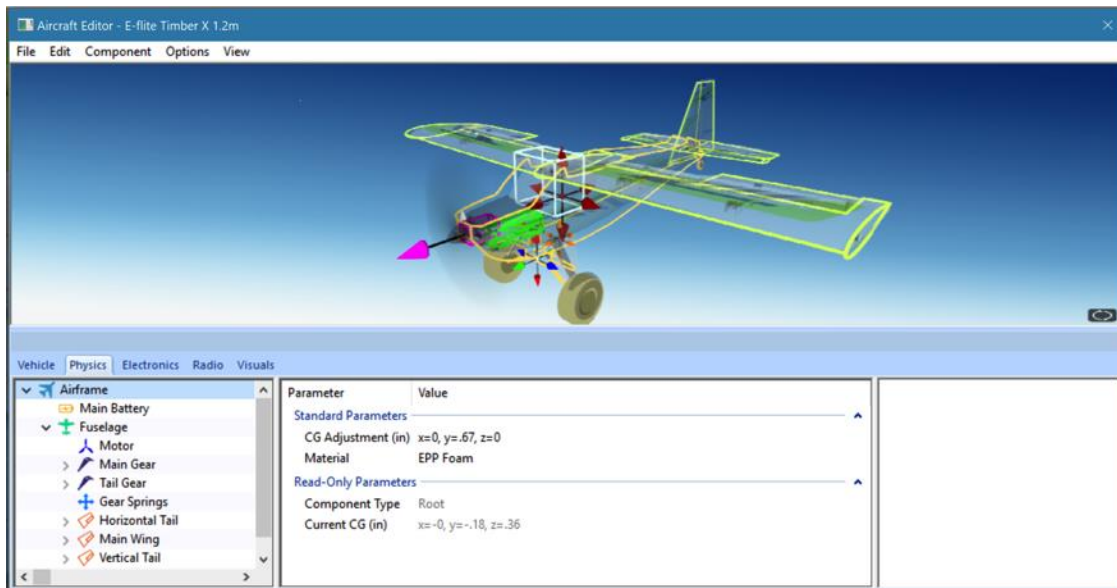 Aircraft Editor - E-flite Timber X 1.2m
File Edit Component Options View
Vehicle Physics Electronics Radio Visuals
Airframe
Main Battery
Fuselage
Motor
Main Gear
Tail Gear
Gear Springs
Horizontal Tail
Main Wing
Vertical Tail
Parameter Value
Standard Parameters
CG Adjustment (in) x=0, y=.67, z=0
Material EPP Foam
Read-Only Parameters
Component Type Root
Current CG (in) x=-0, y=-.18, z=.36